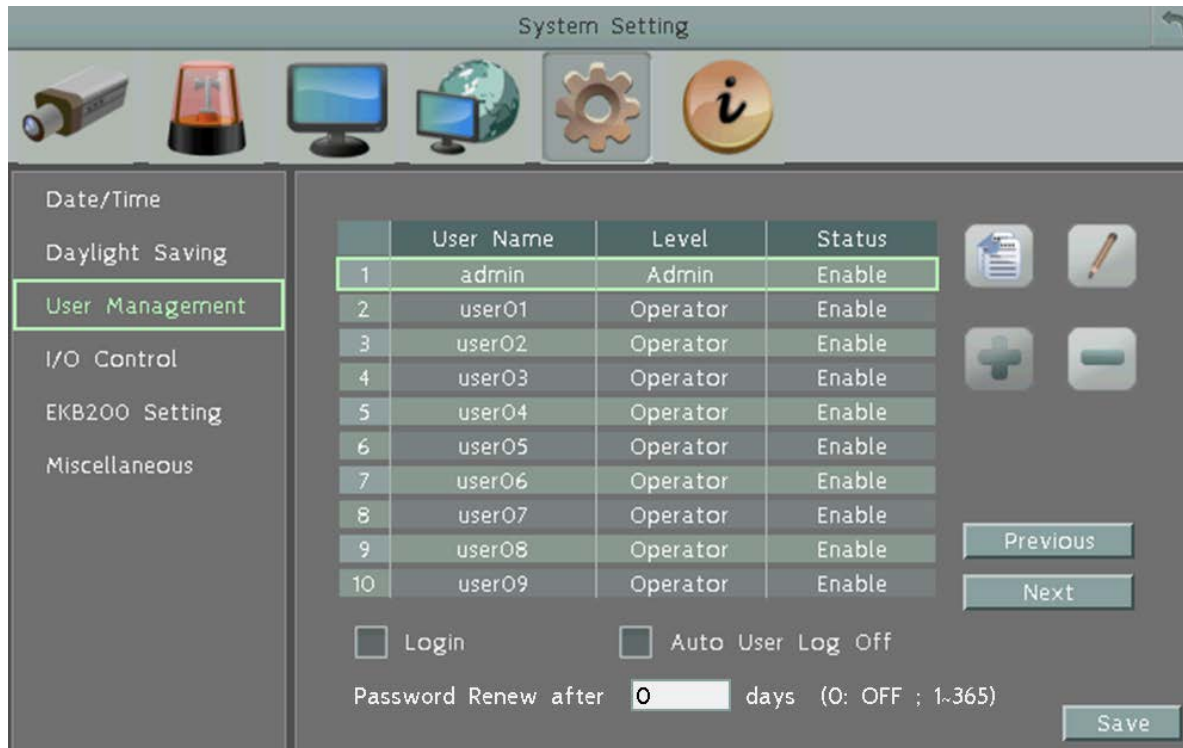 System Setting
Date/Time
Daylight Saving
User Management
I/O Control
EKB200 Setting
Miscellaneous
User Name Level Status
1 admin Admin Enable
2 user01 Operator Enable
3 user02 Operator Enable
4 user03 Operator Enable
5 user04 Operator Enable
6 user05 Operator Enable
7 user06 Operator Enable
8 user07 Operator Enable
9 user08 Operator Enable
10 user09 Operator Enable
Previous
Next
Login Auto User Log Off
Password Renew after 0 days (0: OFF ; 1~365)
Save